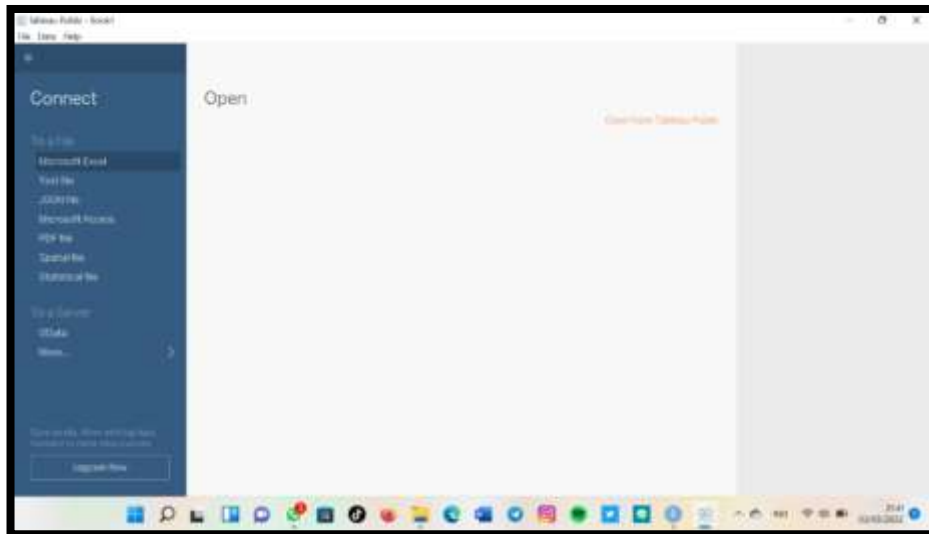 Tableau Public - Book1
File Data Help
Connect
Open
Open from Tableau Public
To a File
Microsoft Excel
Text file
JSON file
Microsoft Access
PDF file
Spatial file
Statistical file
To a Server
OData
More...
Upgrade Now